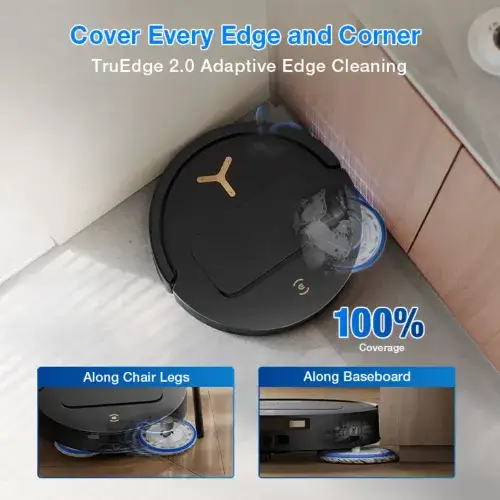 Cover Every Edge and Corner
TruEdge 2.0 Adaptive Edge Cleaning
100%
Coverage
Along Chair Legs
Along Baseboard